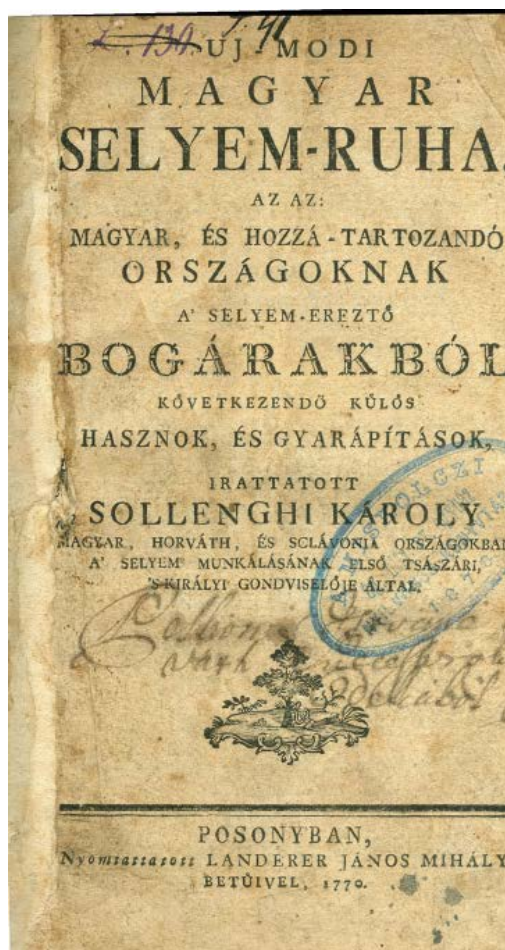 130.
UJ-MODI
MAGYAR
SELYEM-RUHA,
AZ AZ:
MAGYAR, ÉS HOZZÁ-TARTOZANDÓ
ORSZÁGOKNAK
A' SELYEM-EREZTŐ
BOGÁRAKBÓL
KÖVETKEZENDŐ KŰLŐS
HASZNOK, ÉS GYARÁPÍTÁSOK,
IRATTATOTT
SOLLENGHI KÁROLY
MAGYAR, HORVÁTH, ÉS SCLÁVONIA ORSZÁGOKBAN
A' SELYEM MUNKÁLÁSÁNAK ELSŐ TSÁSZÁRI,
'S KIRÁLYI GONDVISELŐJE ÁLTAL.
POSONYBAN,
Nyomtattatott LANDERER JÁNOS MIHÁLY
BETŰIVEL, 1770.